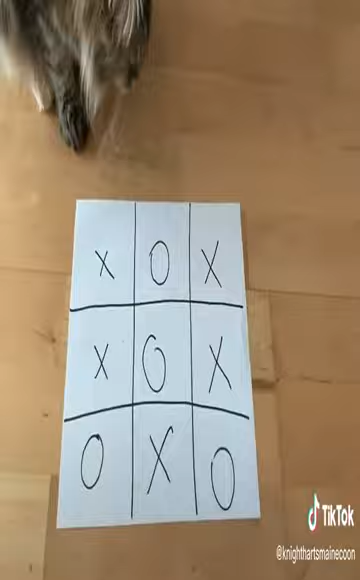 X O X
X O X
O X O
TikTok
@knighthartsmainecoon